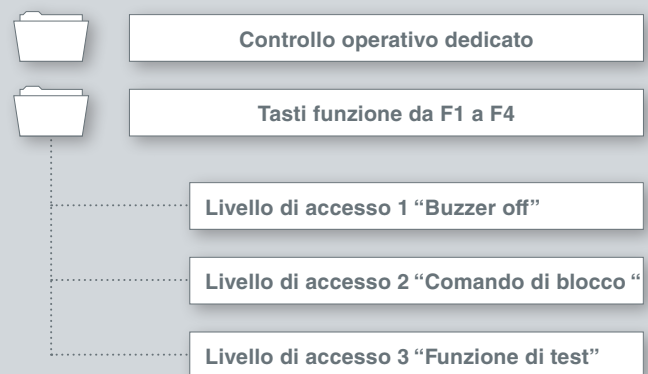 Controllo operativo dedicato
Tasti funzione da F1 a F4
Livello di accesso 1 “Buzzer off”
Livello di accesso 2 “Comando di blocco “
Livello di accesso 3 “Funzione di test”